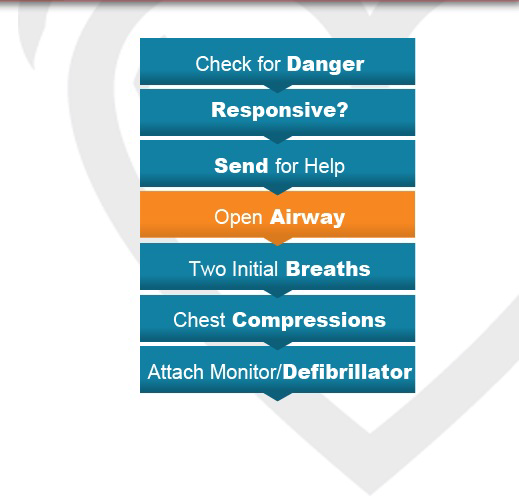 Check for Danger
Responsive?
Send for Help
Open Airway
Two Initial Breaths
Chest Compressions
Attach Monitor/Defibrillator